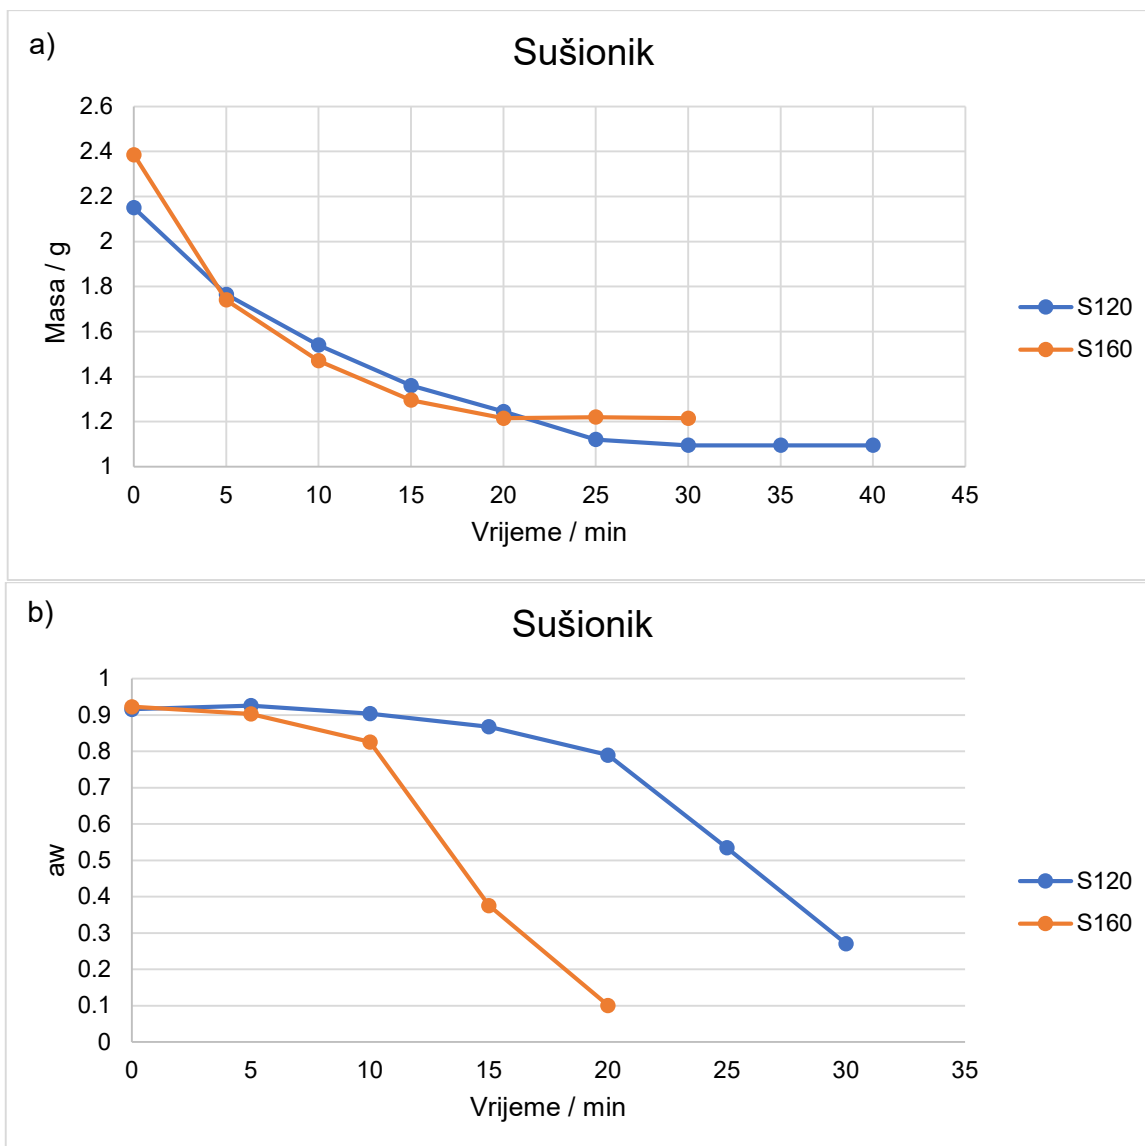 a)
Sušionik
2.6
2.4
2.2
2
1.8
1.6
1.4
1.2
1
Masa / g
0 5 10 15 20 25 30 35 40 45
Vrijeme / min
S120
S160
b)
Sušionik
1
0.9
0.8
0.7
0.6
0.5
0.4
0.3
0.2
0.1
0
aw
0 5 10 15 20 25 30 35
Vrijeme / min
S120
S160